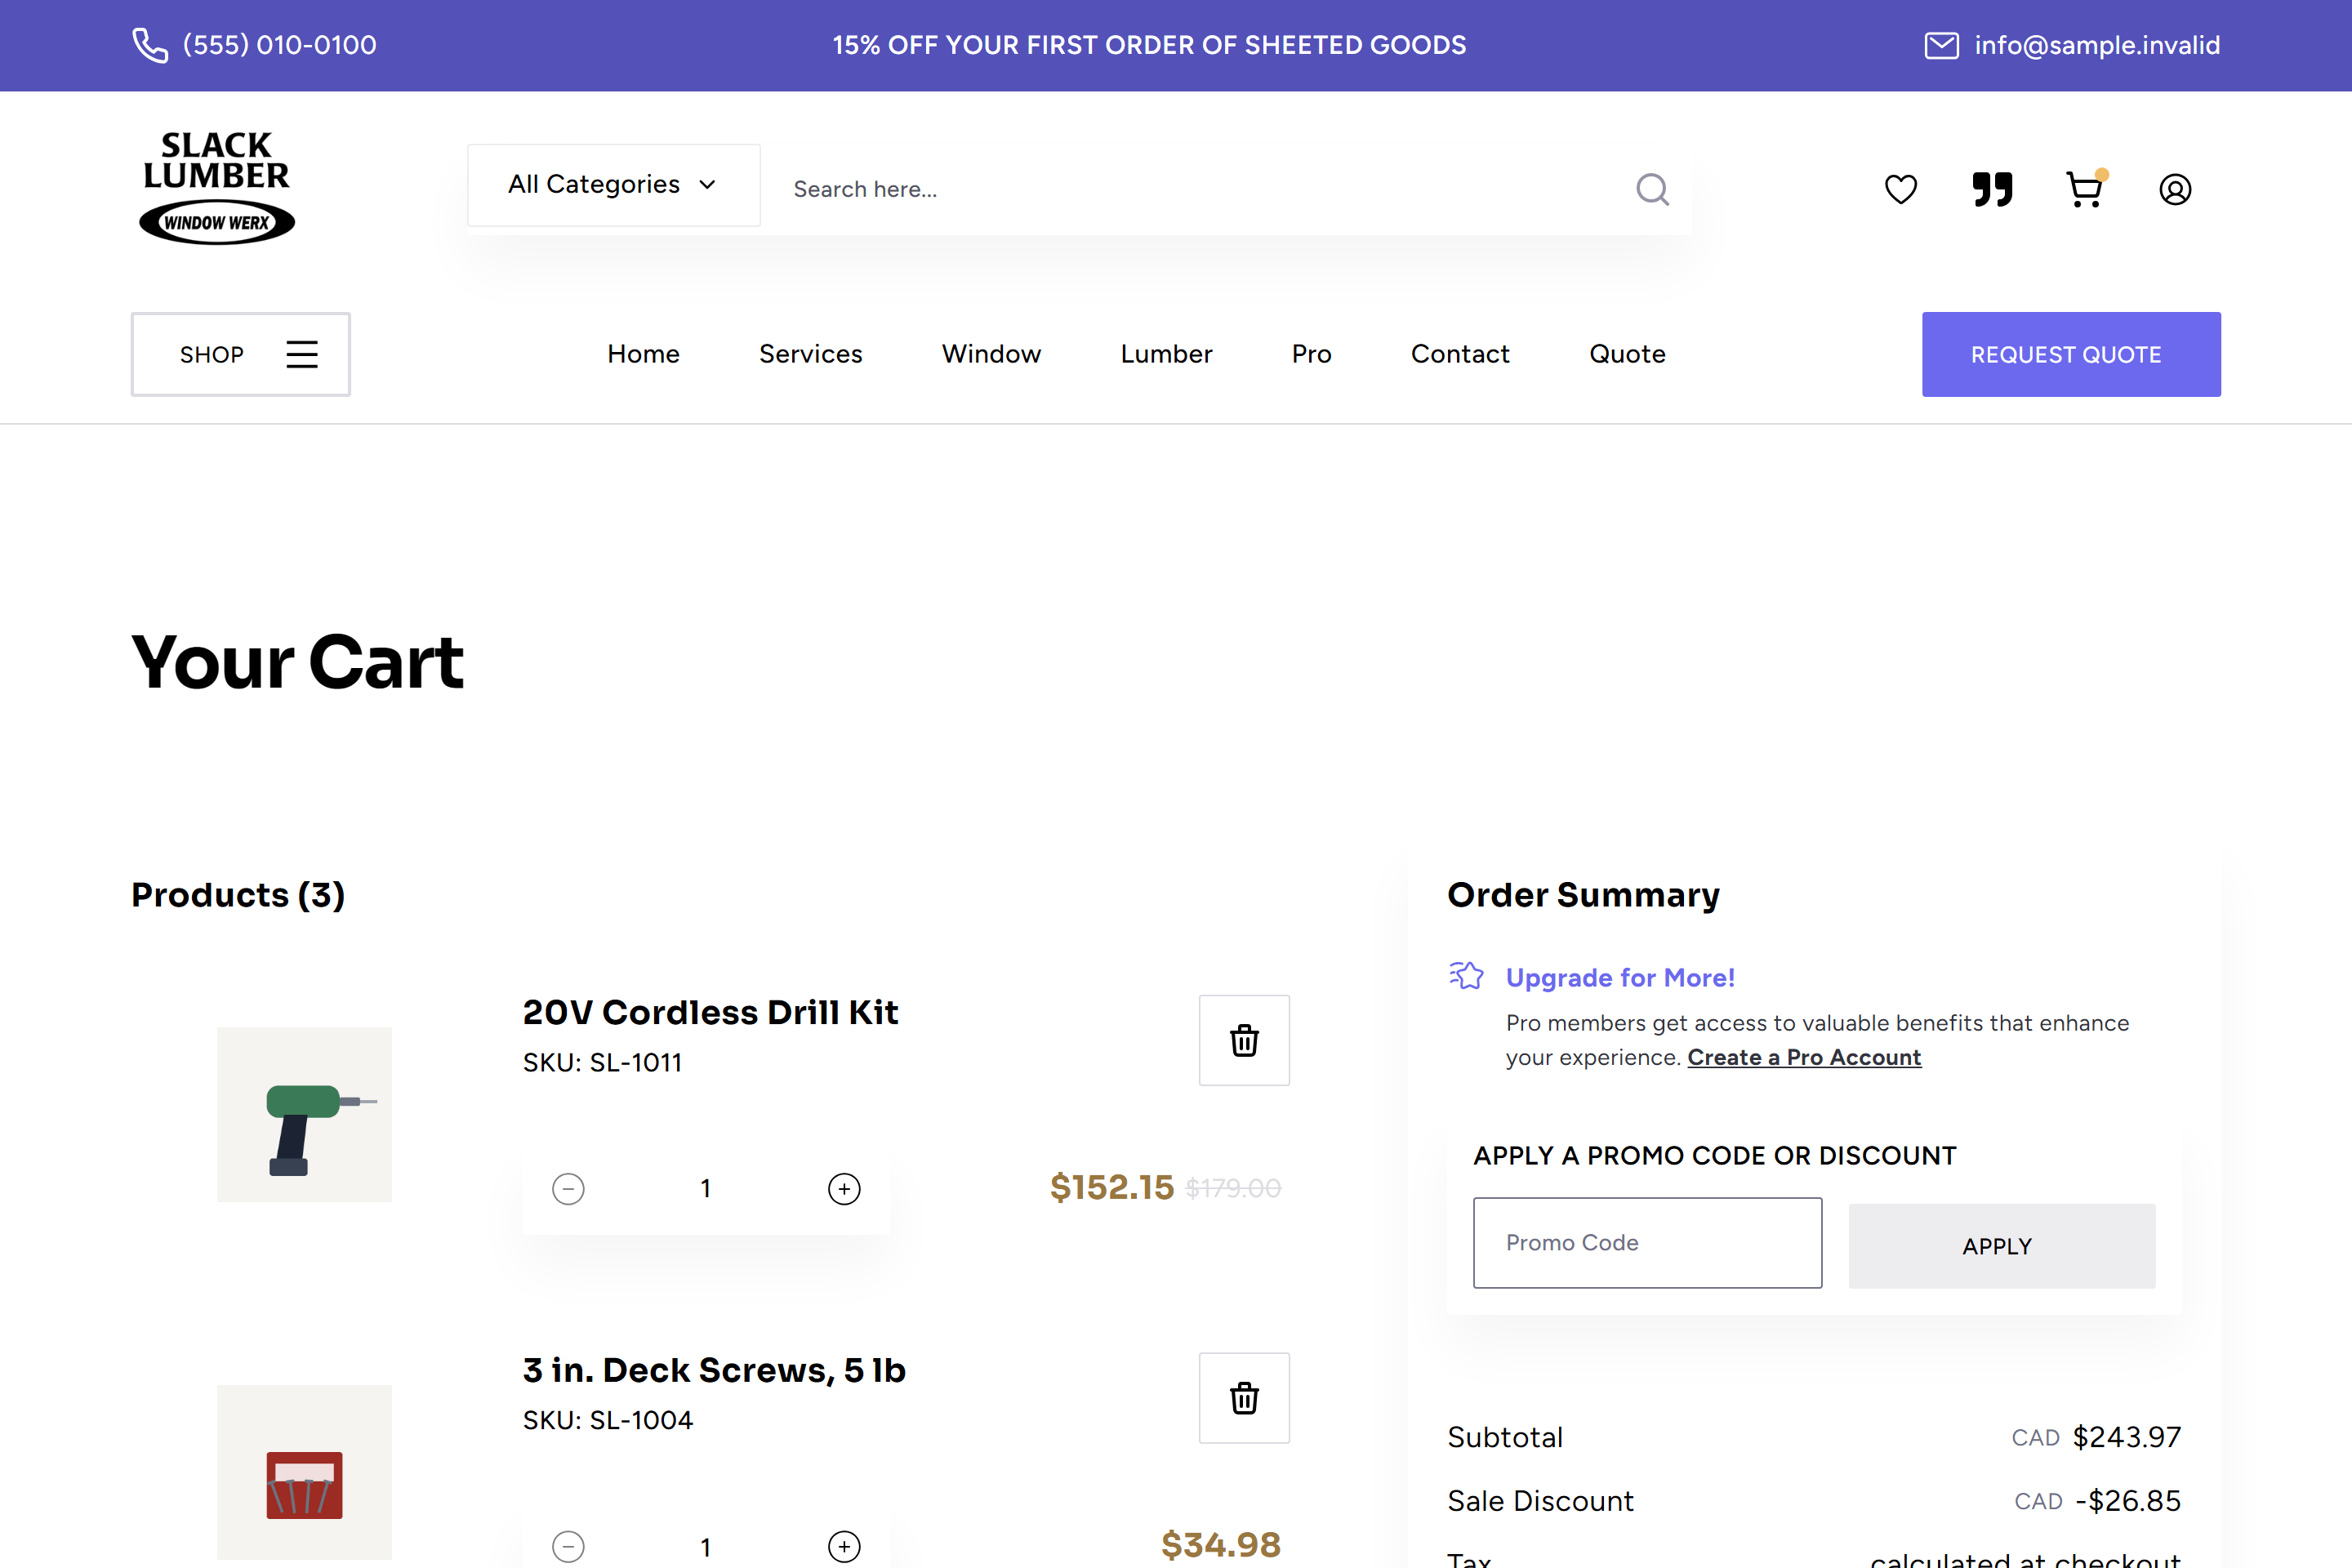 (555) 010-0100
15% OFF YOUR FIRST ORDER OF SHEETED GOODS
info@sample.invalid
SLACK
LUMBER
WINDOW WERX
All Categories
Search here...
SHOP
Home
Services
Window
Lumber
Pro
Contact
Quote
REQUEST QUOTE
Your Cart
Products (3)
20V Cordless Drill Kit
SKU: SL-1011
1
$152.15 $179.00
3 in. Deck Screws, 5 lb
SKU: SL-1004
1
$34.98
Order Summary
Upgrade for More!
Pro members get access to valuable benefits that enhance
your experience. Create a Pro Account
APPLY A PROMO CODE OR DISCOUNT
Promo Code
APPLY
Subtotal CAD $243.97
Sale Discount CAD -$26.85
Tax calculated at checkout